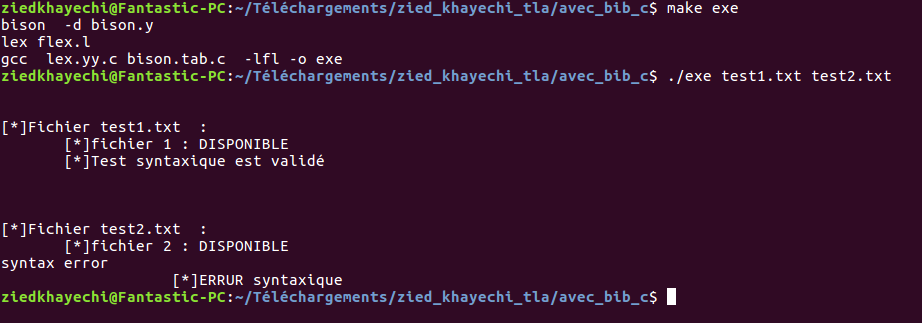 ziedkhayechi@Fantastic-PC:~/Téléchargements/zied_khayechi_tla/avec_bib_c$ make exe
bison  -d bison.y
lex flex.l
gcc  lex.yy.c bison.tab.c  -lfl -o exe
ziedkhayechi@Fantastic-PC:~/Téléchargements/zied_khayechi_tla/avec_bib_c$ ./exe test1.txt test2.txt
[*]Fichier test1.txt  :
[*]fichier 1 : DISPONIBLE
[*]Test syntaxique est validé
[*]Fichier test2.txt  :
[*]fichier 2 : DISPONIBLE
syntax error
[*]ERRUR syntaxique
ziedkhayechi@Fantastic-PC:~/Téléchargements/zied_khayechi_tla/avec_bib_c$